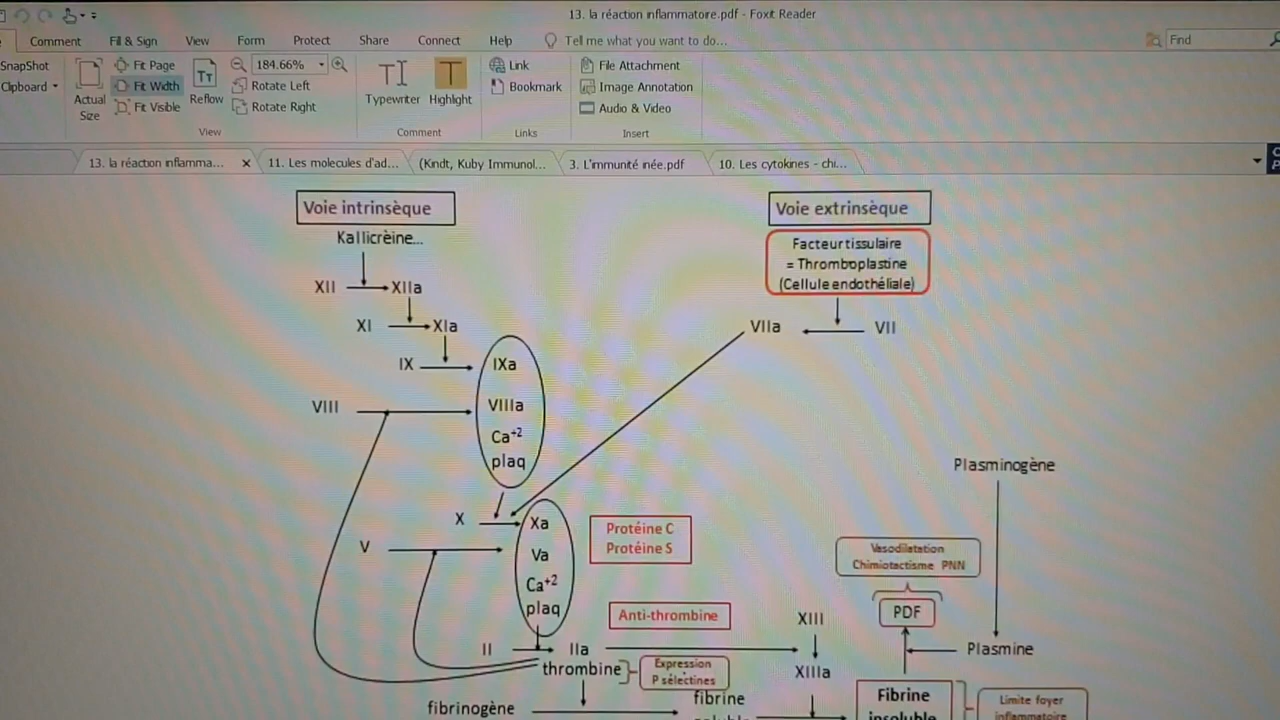 13. la réaction inflammatoire.pdf - Foxit Reader
Comment Fill & Sign View Form Protect Share Connect Help Tell me what you want to do... Find
SnapShot
Clipboard
Actual
Size
Fit Page
Fit Width
Fit Visible
Reflow
184.66%
Rotate Left
Rotate Right
View
Typewriter
Highlight
Comment
Link
Bookmark
Links
File Attachment
Image Annotation
Audio & Video
Insert
13. la réaction inflamma... x
11. Les molecules d'ad...
(Kindt, Kuby Immunol...
3. L'immunité inée.pdf
10. Les cytokines - chi...
Voie intrinsèque
Kallicrèine...
XII XIIa
XI XIa
IX IXa
VIII VIIIa
Ca+2
plaq
Voie extrinsèque
Facteur tissulaire
= Thromboplastine
(Cellule endothéliale)
VIIa VII
X Xa
V Va
Ca+2
plaq
Protéine C
Protéine S
Anti-thrombine
II IIa
thrombine
Expression
P sélectines
XIII
XIIIa
Plasminogène
Plasmine
Vasodilatation
Chimiotactisme PNN
PDF
fibrinogène
fibrine
Fibrine
insoluble
Limite foyer
inflammatoire